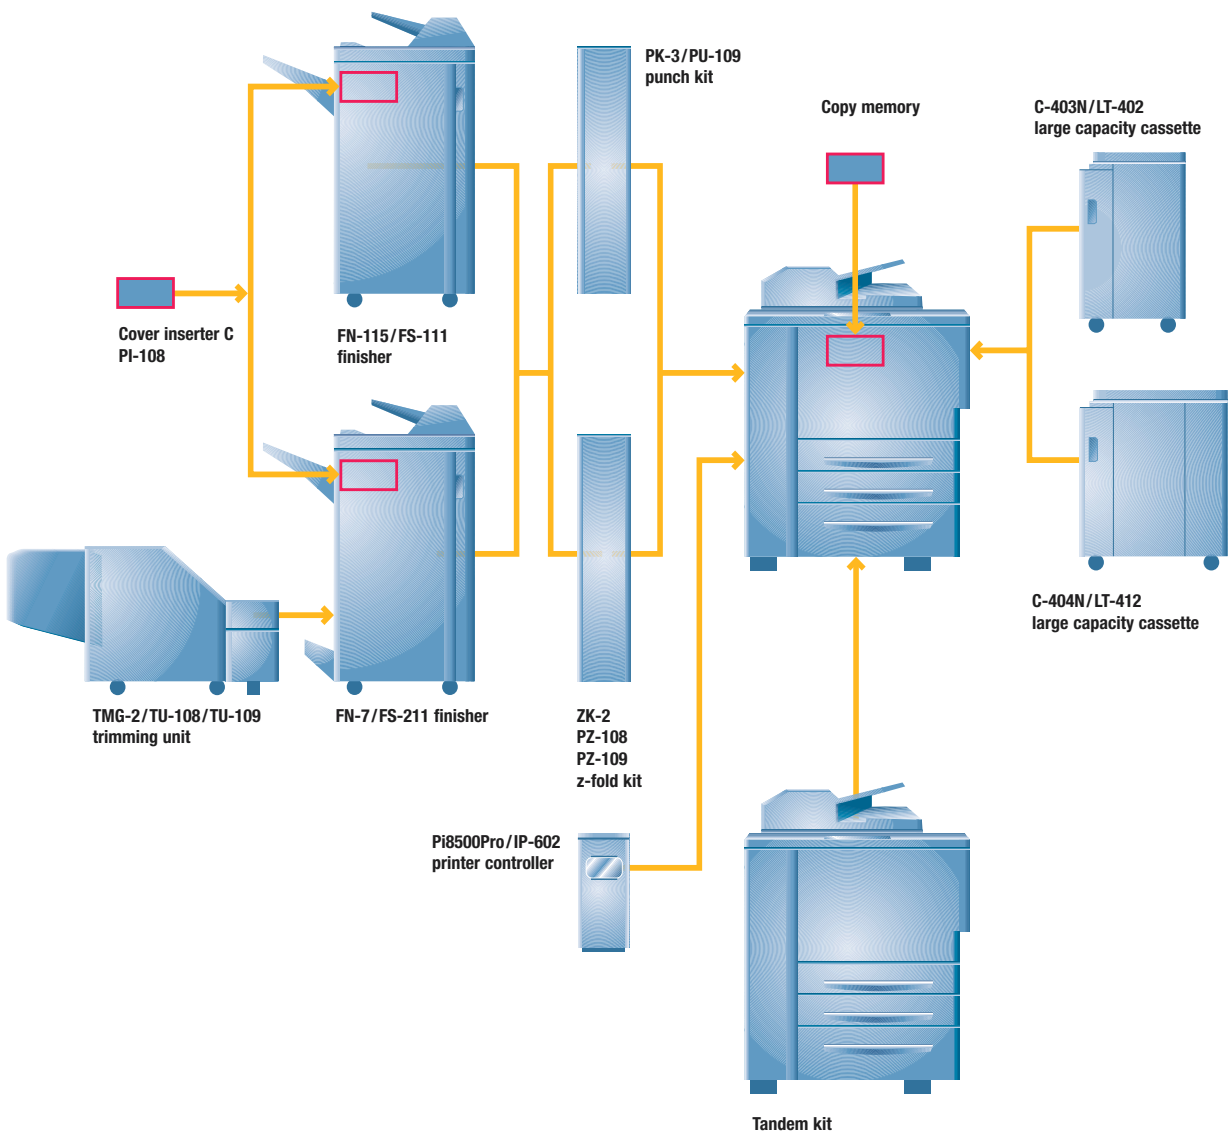 PK-3/PU-109
punch kit
Copy memory
C-403N/LT-402
large capacity cassette
Cover inserter C
PI-108
FN-115/FS-111
finisher
C-404N/LT-412
large capacity cassette
TMG-2/TU-108/TU-109
trimming unit
FN-7/FS-211 finisher
ZK-2
PZ-108
PZ-109
z-fold kit
Pi8500Pro/IP-602
printer controller
Tandem kit